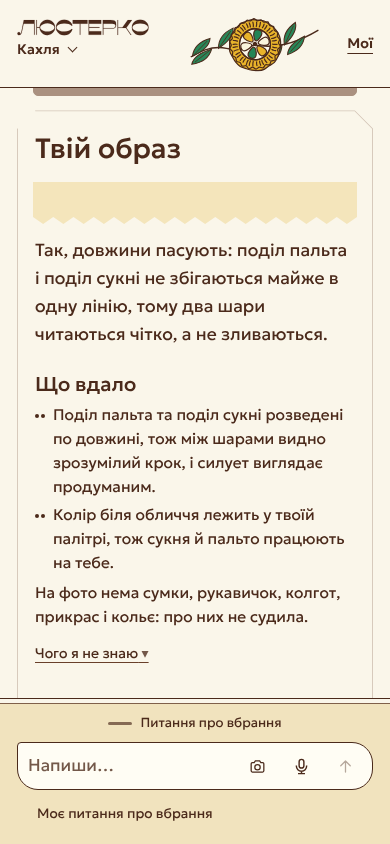 ЛЮСТЕРКО
Кахля
Мої
Твій образ
Так, довжини пасують: поділ пальта
і поділ сукні не збігаються майже в
одну лінію, тому два шари
читаються чітко, а не зливаються.
Що вдало
•• Поділ пальта та поділ сукні розведені
по довжині, тож між шарами видно
зрозумілий крок, і силует виглядає
продуманим.
•• Колір біля обличчя лежить у твоїй
палітрі, тож сукня й пальто працюють
на тебе.
На фото нема сумки, рукавичок, колгот,
прикрас і кольє: про них не судила.
Чого я не знаю ▾
Питання про вбрання
Напиши...
Моє питання про вбрання